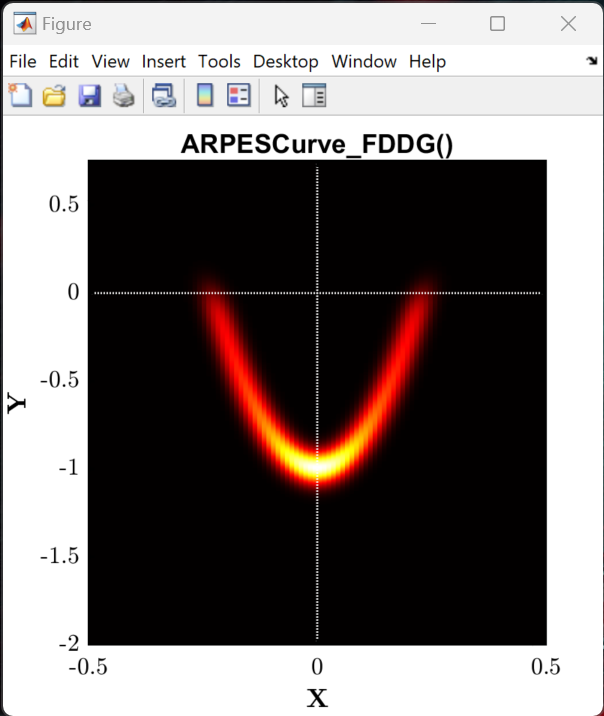 Figure
File Edit View Insert Tools Desktop Window Help
ARPESCurve_FDDG()
0.5
0
-0.5
-1
-1.5
-2
Y
-0.5 0 0.5
X